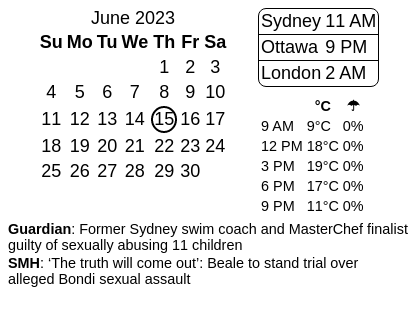 June 2023
Su Mo Tu We Th Fr Sa
1 2 3
4 5 6 7 8 9 10
11 12 13 14 15 16 17
18 19 20 21 22 23 24
25 26 27 28 29 30
Sydney 11 AM
Ottawa 9 PM
London 2 AM
°C ☂
9 AM 9°C 0%
12 PM 18°C 0%
3 PM 19°C 0%
6 PM 17°C 0%
9 PM 11°C 0%
Guardian: Former Sydney swim coach and MasterChef finalist
guilty of sexually abusing 11 children
SMH: ‘The truth will come out’: Beale to stand trial over
alleged Bondi sexual assault